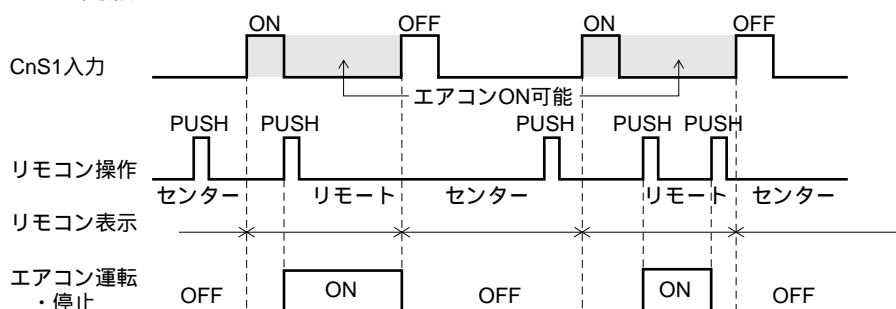 ON OFF ON OFF
CnS1入力
エアコンON可能
PUSH PUSH PUSH PUSH PUSH
リモコン操作
センター リモート センター リモート センター
リモコン表示
エアコン運転
・停止
OFF ON OFF ON OFF